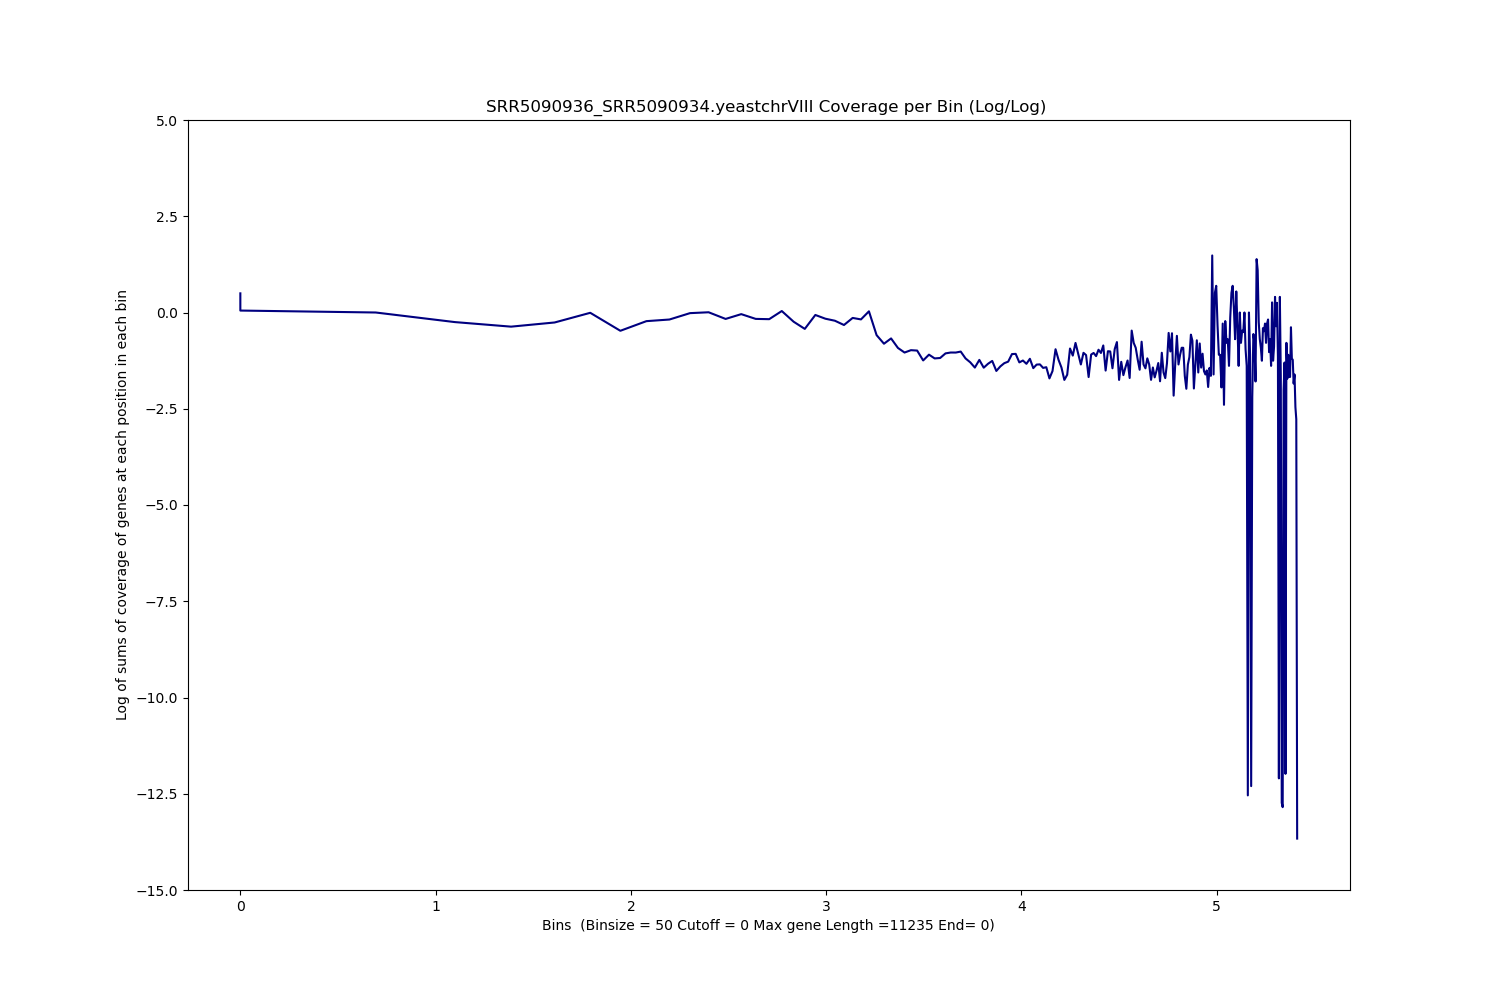 SRR5090936_SRR5090934.yeastchrVIII Coverage per Bin (Log/Log)
Log of sums of coverage of genes at each position in each bin
5.0
2.5
0.0
−2.5
−5.0
−7.5
−10.0
−12.5
−15.0
0 1 2 3 4 5
Bins  (Binsize = 50 Cutoff = 0 Max gene Length =11235 End= 0)